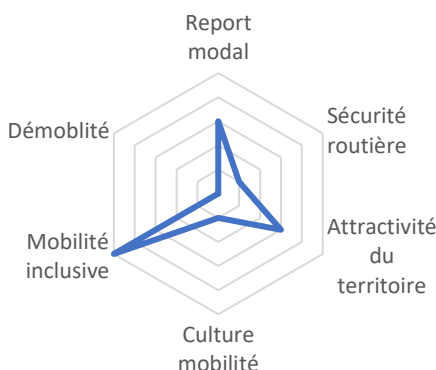 Report
modal
Sécurité
routière
Attractivité
du
territoire
Culture
mobilité
Mobilité
inclusive
Démoblité